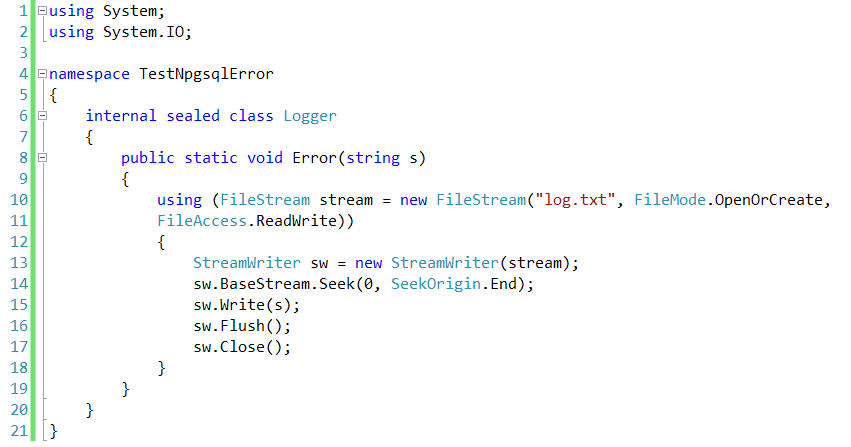 1 using System;
2 using System.IO;
3
4 namespace TestNpgsqlError
5 {
6     internal sealed class Logger
7     {
8         public static void Error(string s)
9         {
10             using (FileStream stream = new FileStream("log.txt", FileMode.OpenOrCreate,
11             FileAccess.ReadWrite))
12             {
13                 StreamWriter sw = new StreamWriter(stream);
14                 sw.BaseStream.Seek(0, SeekOrigin.End);
15                 sw.Write(s);
16                 sw.Flush();
17                 sw.Close();
18             }
19         }
20     }
21 }